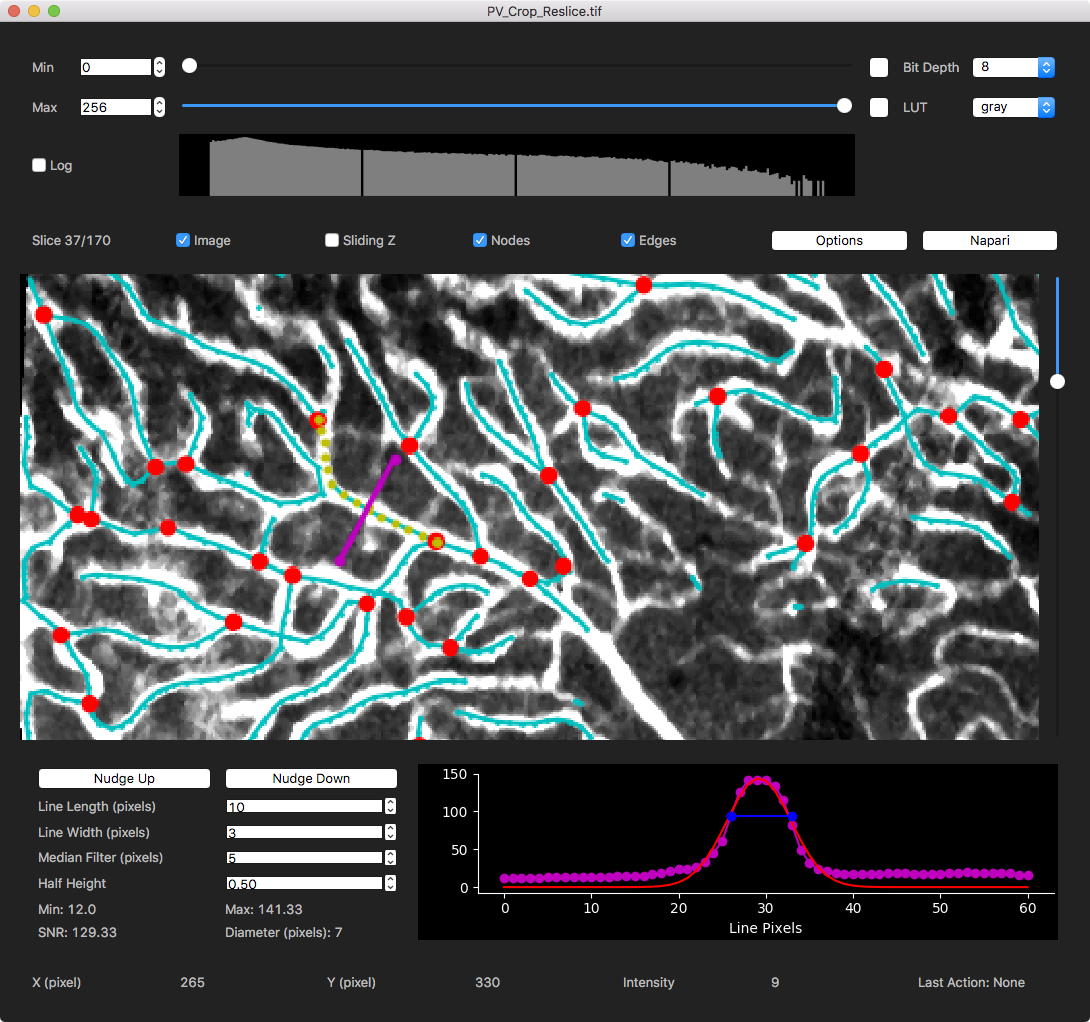 PV_Crop_Reslice.tif
Min 0 Bit Depth 8
Max 256 LUT gray
Log
Slice 37/170 Image Sliding Z Nodes Edges Options Napari
Nudge Up Nudge Down
Line Length (pixels) 10
Line Width (pixels) 3
Median Filter (pixels) 5
Half Height 0.50
Min: 12.0 Max: 141.33
SNR: 129.33 Diameter (pixels): 7
150
100
50
0
0 10 20 30 40 50 60
Line Pixels
X (pixel) 265 Y (pixel) 330 Intensity 9 Last Action: None